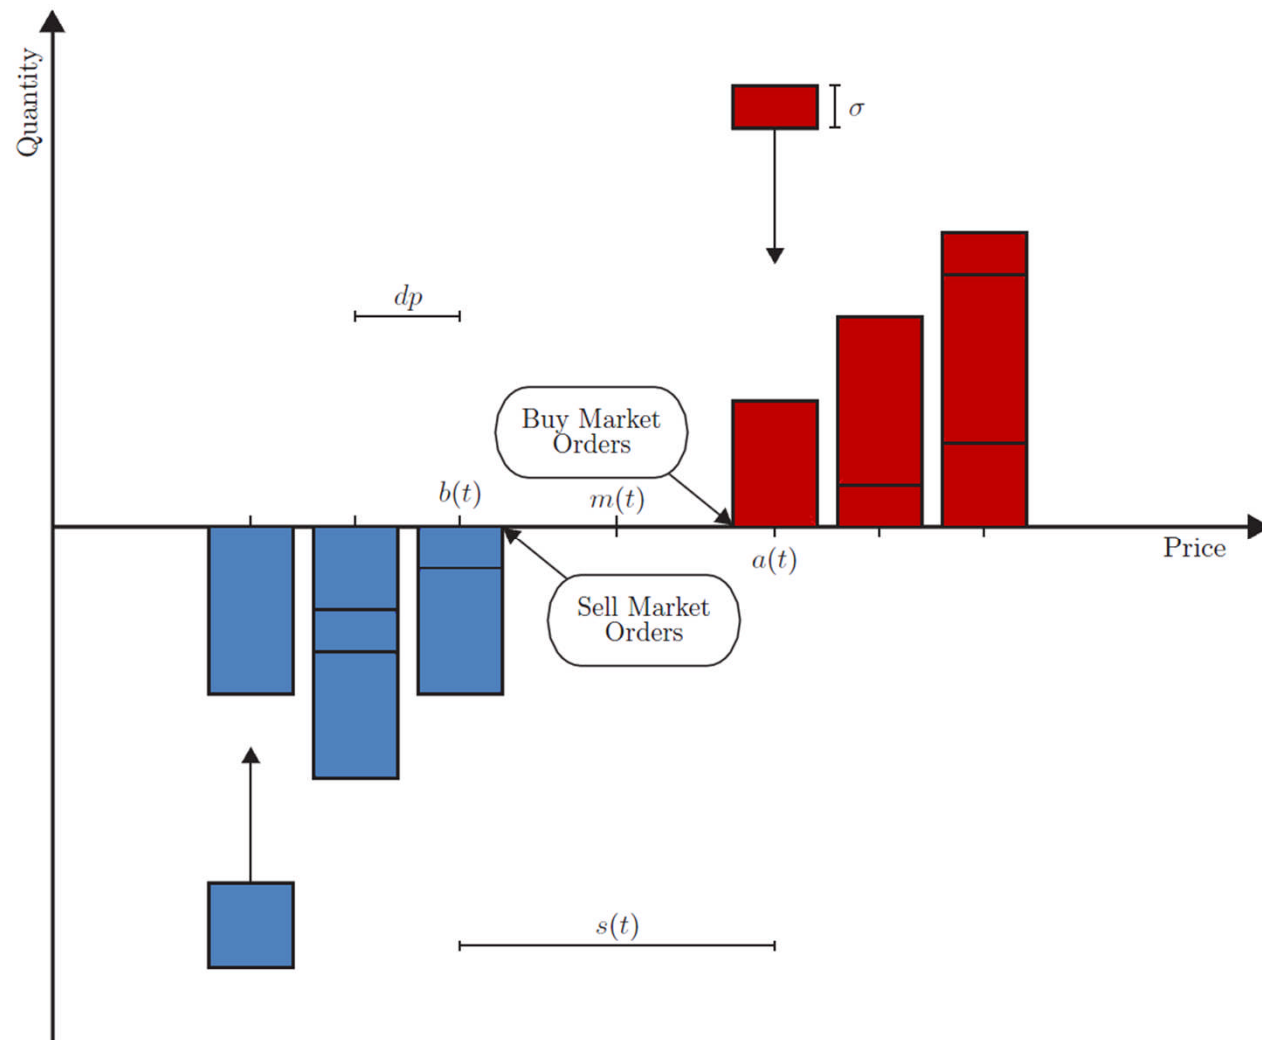 Quantity
σ
dp
Buy Market
Orders
b(t)
m(t)
a(t)
Price
Sell Market
Orders
s(t)